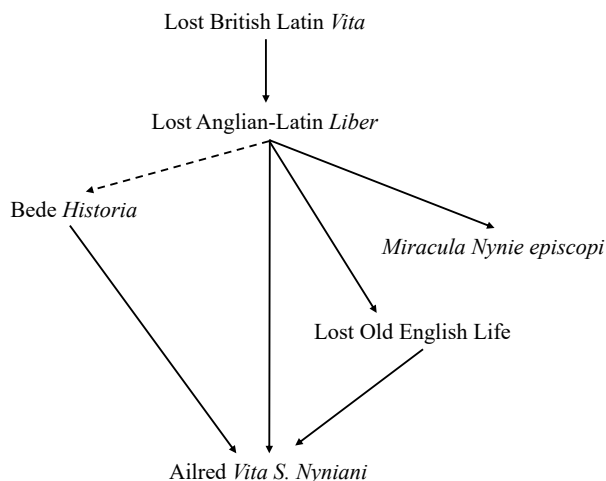 Lost British Latin Vita
Lost Anglian-Latin Liber
Bede Historia
Miracula Nynie episcopi
Lost Old English Life
Ailred Vita S. Nyniani